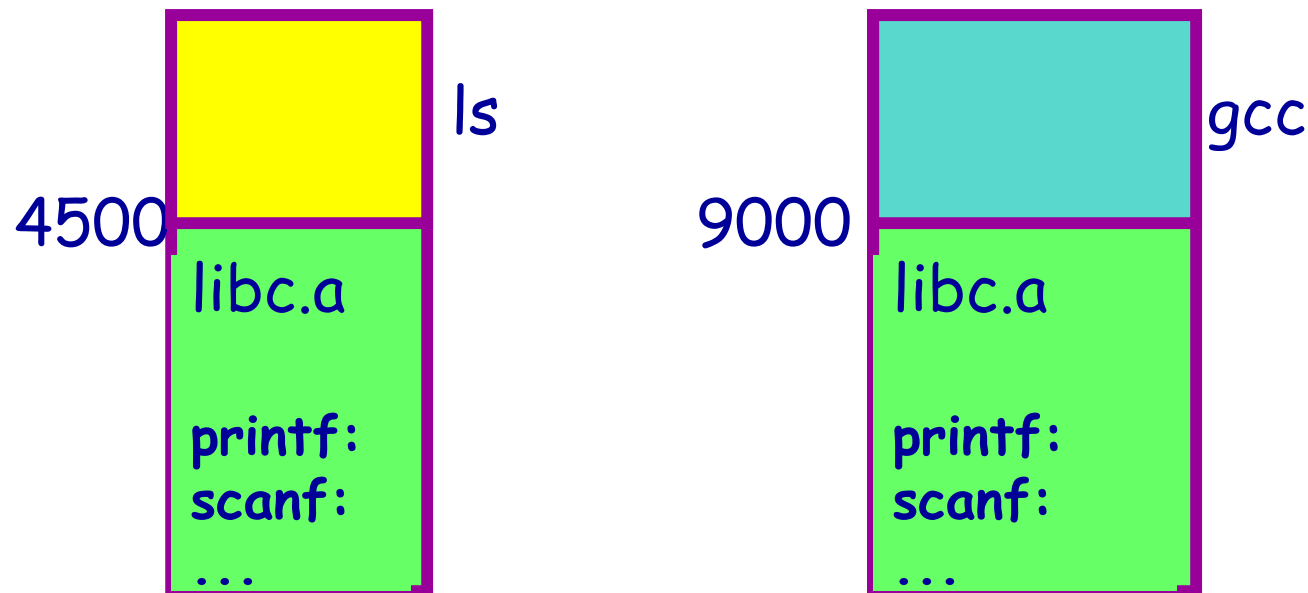 ls
4500
libc.a
printf:
scanf:
...
gcc
9000
libc.a
printf:
scanf:
...